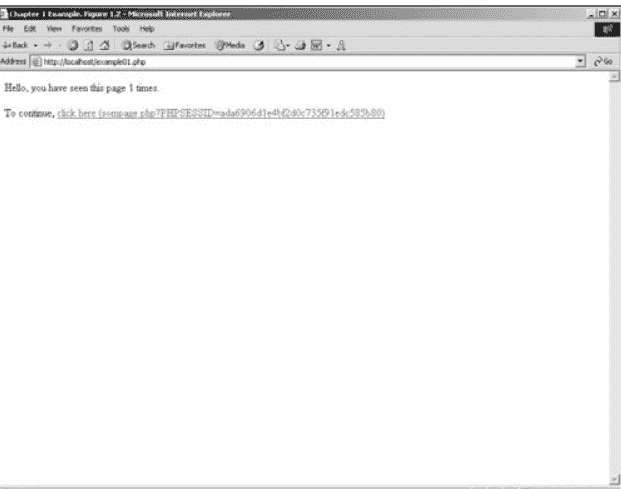 Chapter 1 Example. Figure 1.2 - Microsoft Internet Explorer
File Edit View Favorites Tools Help
Back Search Favorites Media
Address http://localhost/example01.php Go
Hello, you have seen this page 1 times.
To continue, click here (sompage.php?PHPSESSID=ada6906d1e4bf2d0c735f91edc585b80)